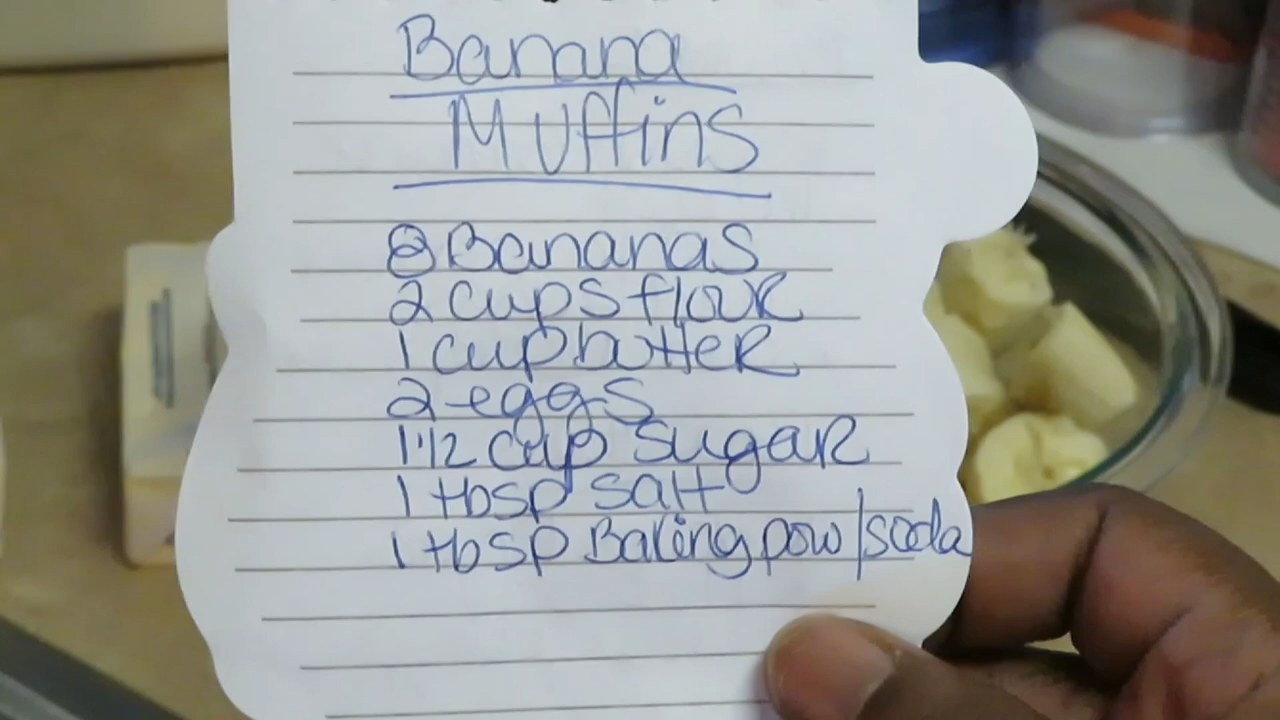 Banana
Muffins
8 Bananas
2 cups flour
1 cup butter
2 eggs
1 1/2 cup sugar
1 tbsp salt
1 tbsp Baking pow/soda